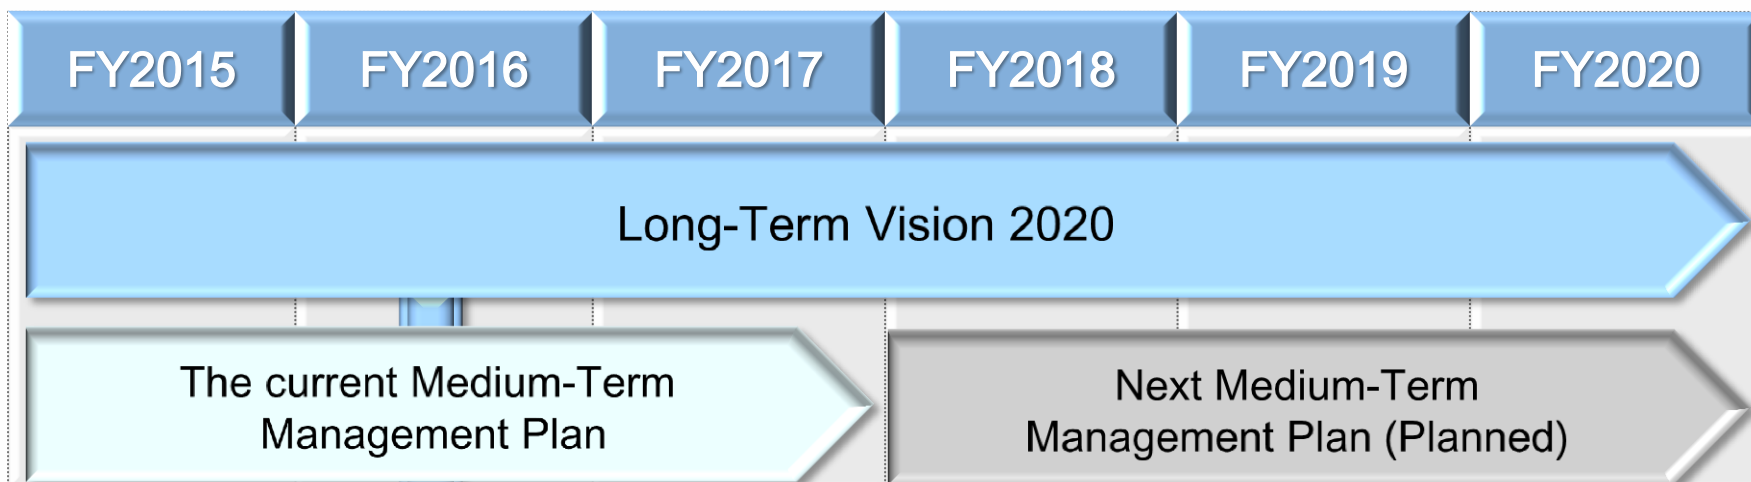 FY2015 FY2016 FY2017 FY2018 FY2019 FY2020
Long-Term Vision 2020
The current Medium-Term
Management Plan
Next Medium-Term
Management Plan (Planned)